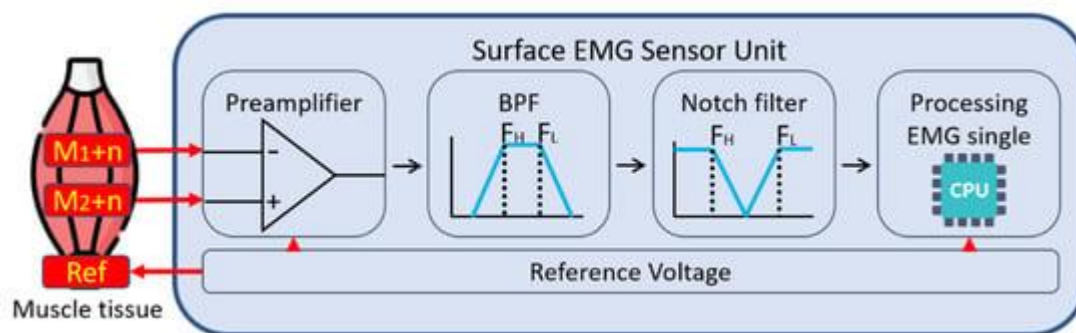 Surface EMG Sensor Unit
Preamplifier
BPF
Notch filter
Processing
EMG single
M1+n
M2+n
Ref
Muscle tissue
-
+
FH FL
FH FL
CPU
Reference Voltage